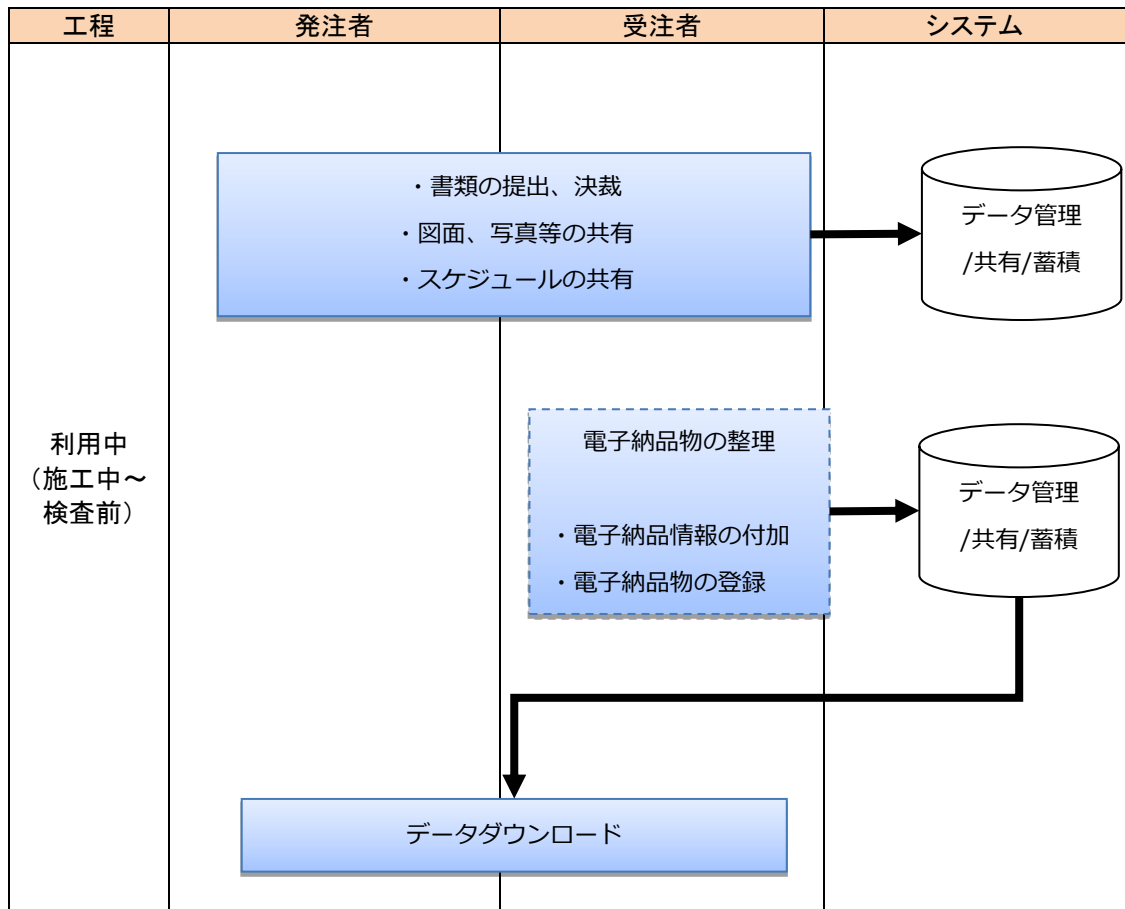 工程
発注者
受注者
システム
・書類の提出、決裁
・図面、写真等の共有
・スケジュールの共有
データ管理
/共有/蓄積
利用中
（施工中～
検査前）
電子納品物の整理
・電子納品情報の付加
・電子納品物の登録
データ管理
/共有/蓄積
データダウンロード